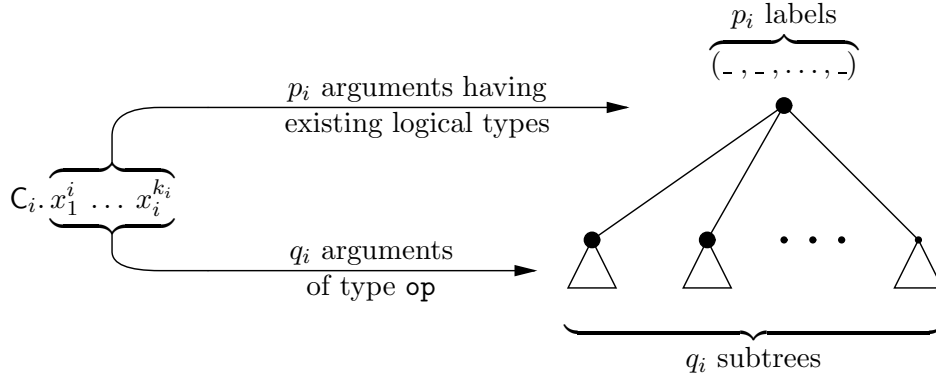 p_i labels
( _ , _ , . . . , _ )
p_i arguments having
existing logical types
C_i. x_1^i … x_i^{k_i}
q_i arguments
of type op
q_i subtrees